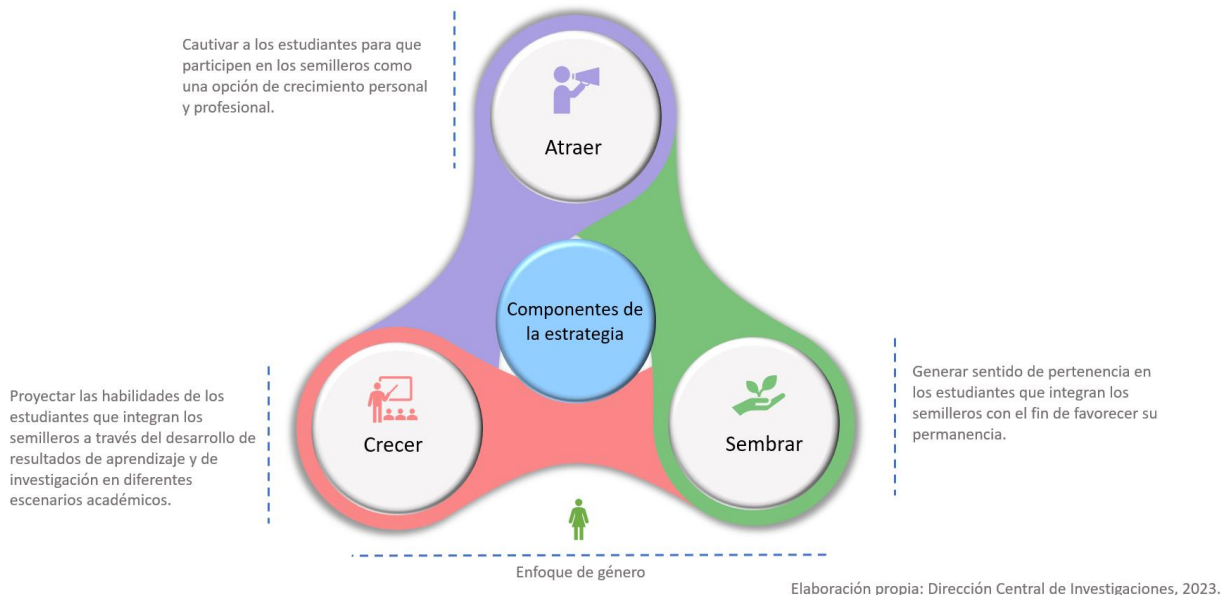 Cautivar a los estudiantes para que
participen en los semilleros como
una opción de crecimiento personal
y profesional.
Atraer
Componentes de
la estrategia
Proyectar las habilidades de los
estudiantes que integran los
semilleros a través del desarrollo de
resultados de aprendizaje y de
investigación en diferentes
escenarios académicos.
Crecer
Sembrar
Generar sentido de pertenencia en
los estudiantes que integran los
semilleros con el fin de favorecer su
permanencia.
Enfoque de género
Elaboración propia: Dirección Central de Investigaciones, 2023.